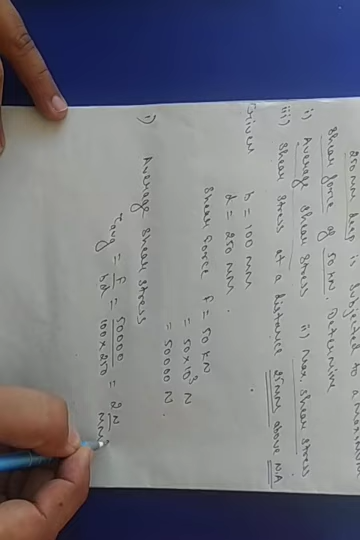 250 mm deep is subjected to a maximum
shear force of 50 kN. Determine
i) Average shear stress ii) Max. shear stress
iii) Shear stress at a distance 25mm above NA
Given b = 100 mm
d = 250 mm.
Shear force F = 50 kN
= 50 × 10³ N
= 50000 N.
i) Average shear stress
τavg = F/bd = 50000/100×250 = 2 N/mm